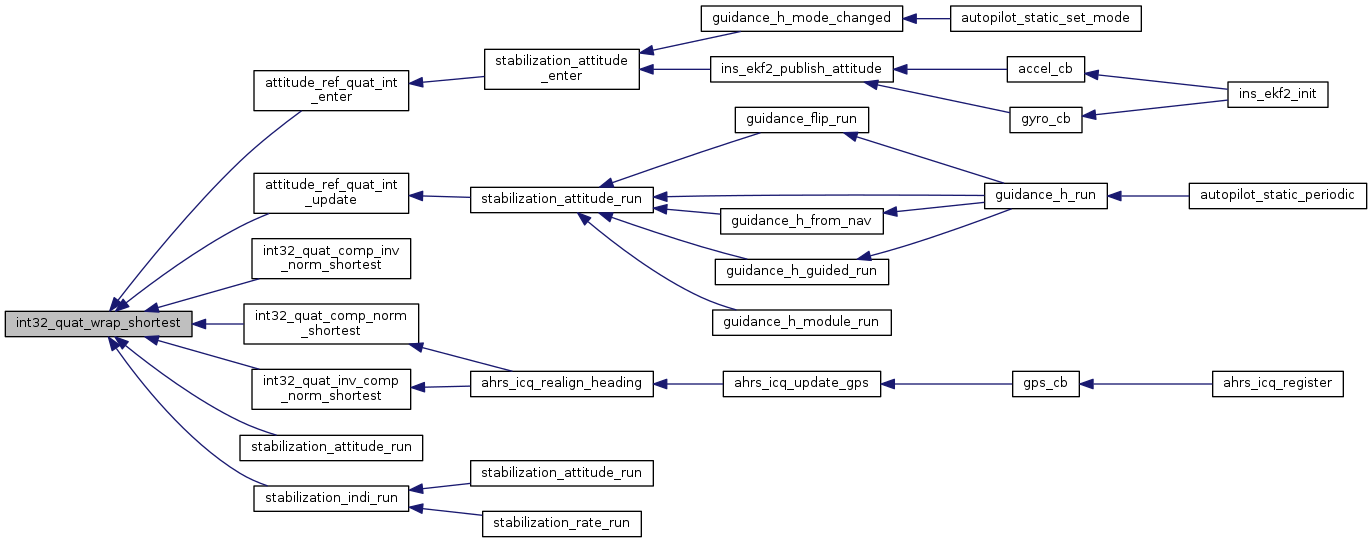 guidance_h_mode_changed
autopilot_static_set_mode
stabilization_attitude
_enter
ins_ekf2_publish_attitude
accel_cb
attitude_ref_quat_int
_enter
ins_ekf2_init
gyro_cb
guidance_flip_run
attitude_ref_quat_int
_update
stabilization_attitude_run
guidance_h_run
autopilot_static_periodic
guidance_h_from_nav
int32_quat_comp_inv
_norm_shortest
guidance_h_guided_run
int32_quat_wrap_shortest
int32_quat_comp_norm
_shortest
guidance_h_module_run
int32_quat_inv_comp
_norm_shortest
ahrs_icq_realign_heading
ahrs_icq_update_gps
gps_cb
ahrs_icq_register
stabilization_attitude_run
stabilization_attitude_run
stabilization_indi_run
stabilization_rate_run